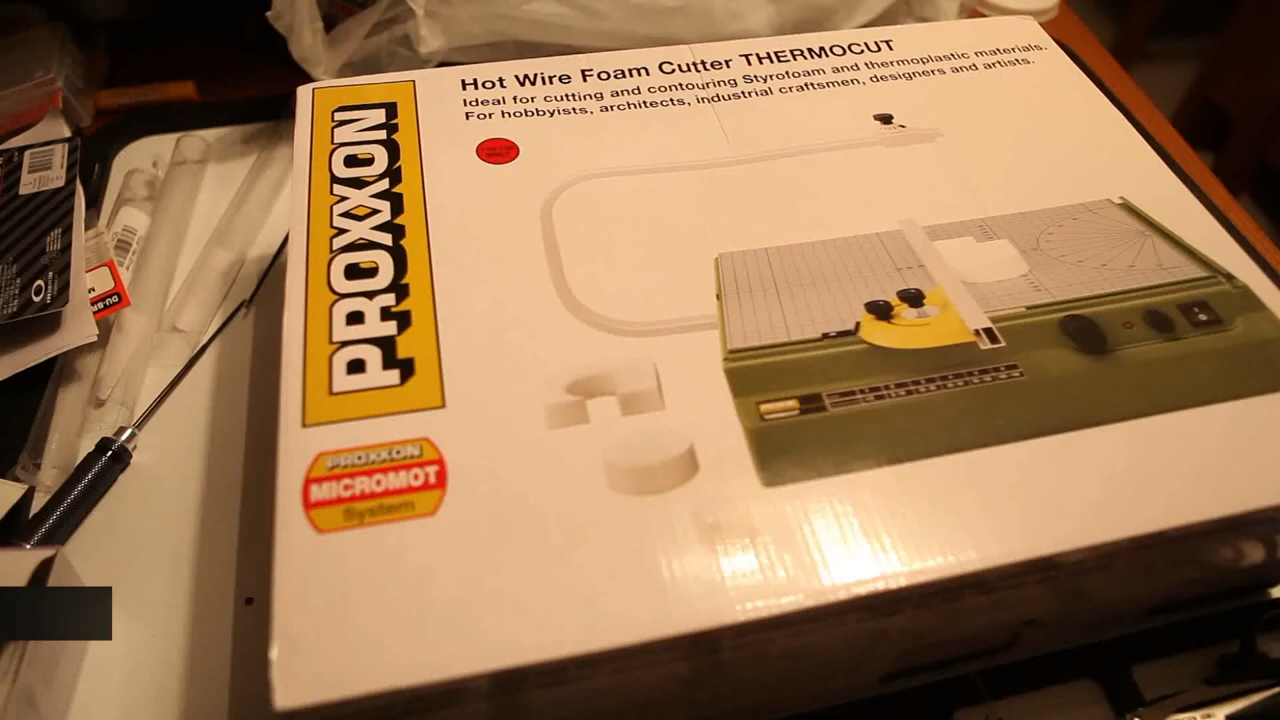 Hot Wire Foam Cutter THERMOCUT
Ideal for cutting and contouring Styrofoam and thermoplastic materials.
For hobbyists, architects, industrial craftsmen, designers and artists.
PROXXON
PROXXON
MICROMOT
System